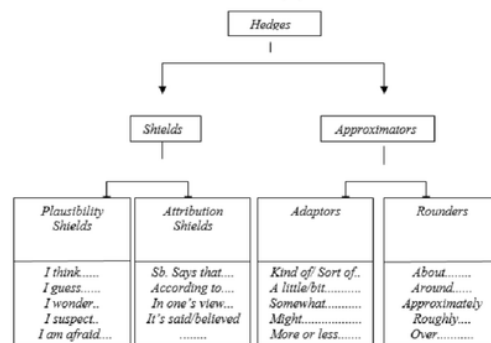 Hedges
Shields
Approximators
Plausibility
Shields
I think......
I guess.......
I wonder..
I suspect..
I am afraid....
Attribution
Shields
Sb. Says that....
According to....
In one's view...
It's said/believed
........
Adaptors
Kind of/ Sort of..
A little/bit..........
Somewhat...........
Might.................
More or less.......
Rounders
About........
Around......
Approximately
Roughly....
Over...........